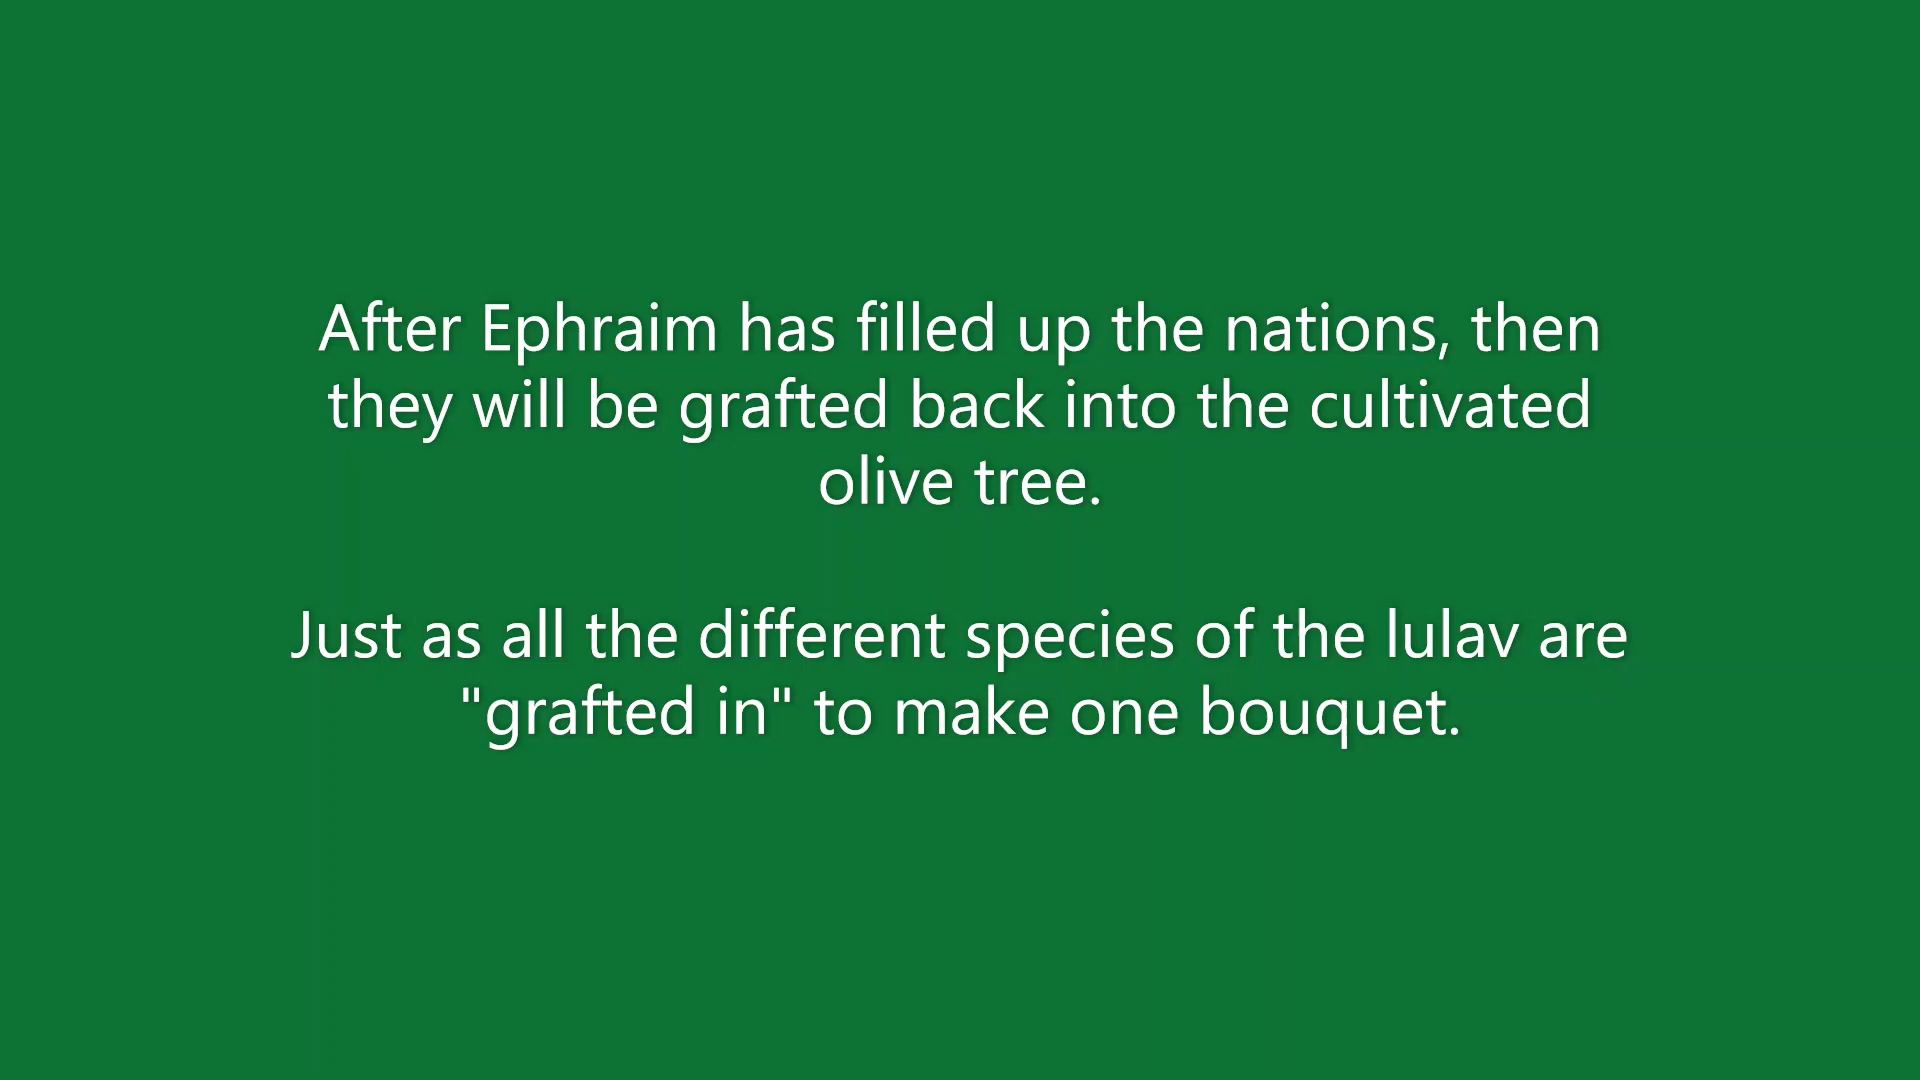 After Ephraim has filled up the nations, then
they will be grafted back into the cultivated
olive tree.
Just as all the different species of the lulav are
"grafted in" to make one bouquet.